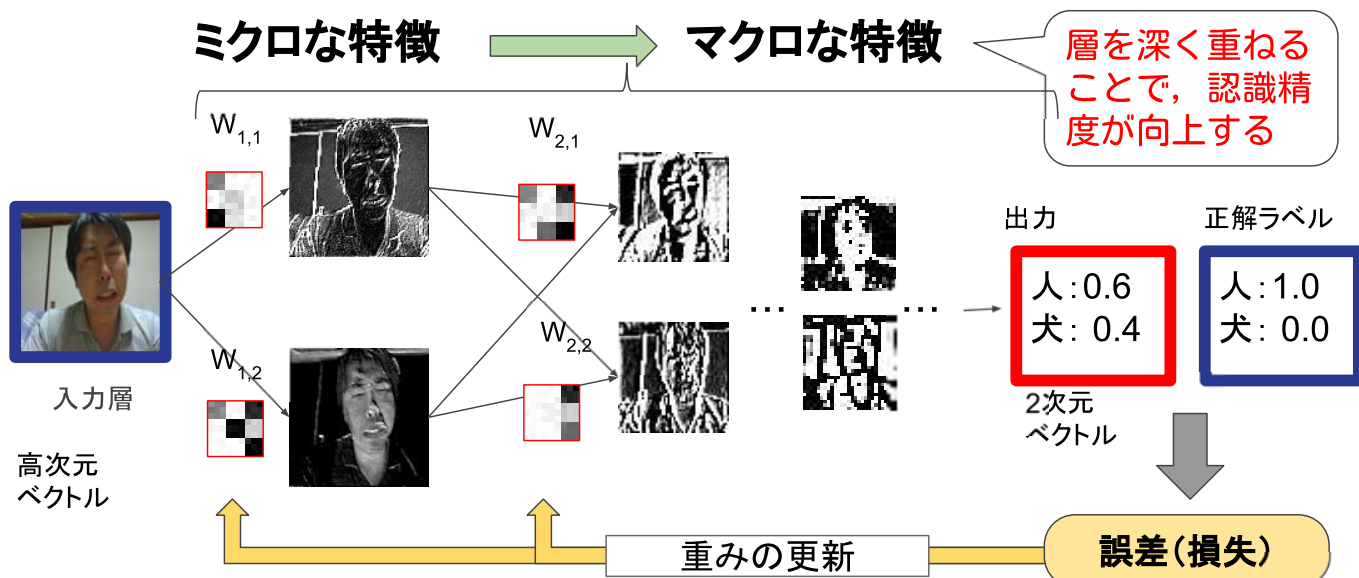 ミクロな特徴
マクロな特徴
層を深く重ねる
ことで，認識精
度が向上する
W1,1
W2,1
出力
正解ラベル
人：0.6
犬：0.4
人：1.0
犬：0.0
…
…
W1,2
W2,2
入力層
2次元
ベクトル
高次元
ベクトル
重みの更新
誤差（損失）